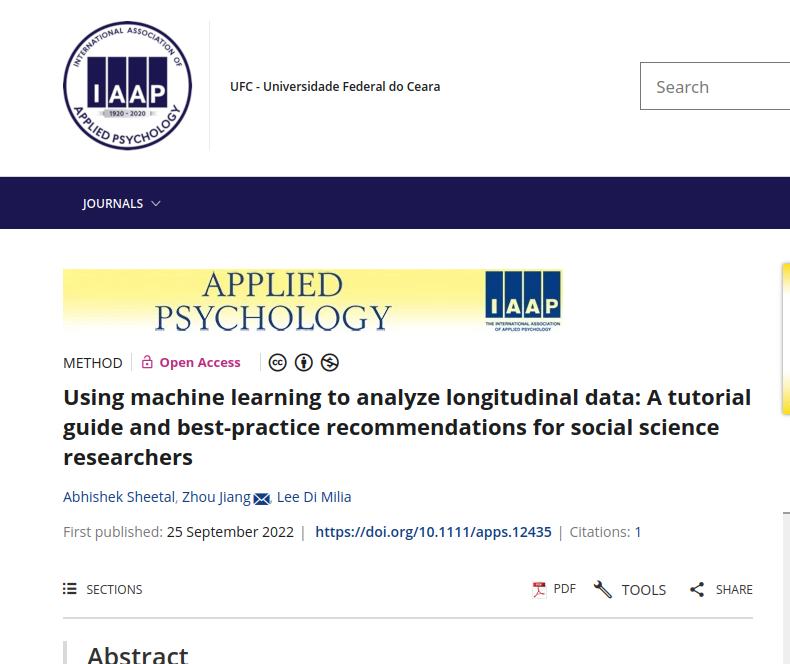 INTERNATIONAL ASSOCIATION OF
IAAP
1920 - 2020
APPLIED PSYCHOLOGY
UFC - Universidade Federal do Ceara
Search
JOURNALS
APPLIED
PSYCHOLOGY
IAAP
THE INTERNATIONAL ASSOCIATION
OF APPLIED PSYCHOLOGY
METHOD Open Access cc
Using machine learning to analyze longitudinal data: A tutorial
guide and best-practice recommendations for social science
researchers
Abhishek Sheetal, Zhou Jiang, Lee Di Milia
First published: 25 September 2022 | https://doi.org/10.1111/apps.12435 | Citations: 1
SECTIONS PDF TOOLS SHARE
Abstract